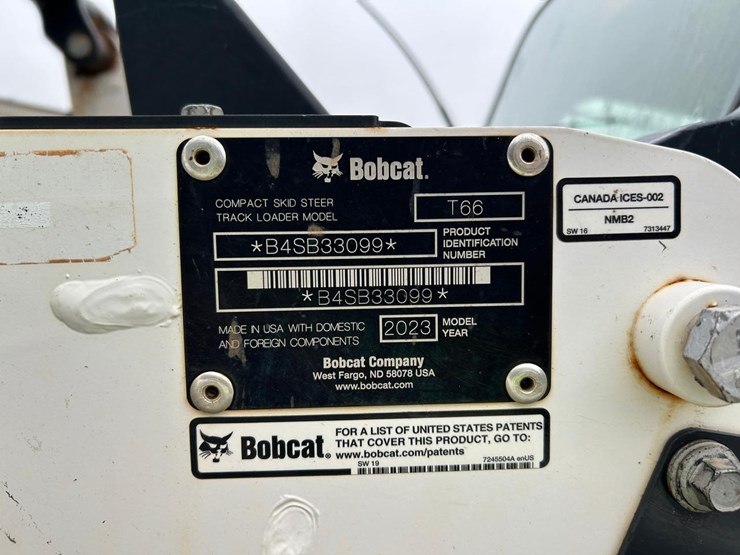 Bobcat.
COMPACT SKID STEER
TRACK LOADER MODEL
T66
*B4SB33099*
PRODUCT
IDENTIFICATION
NUMBER
*B4SB33099*
MADE IN USA WITH DOMESTIC
AND FOREIGN COMPONENTS
2023
MODEL
YEAR
Bobcat Company
West Fargo, ND 58078 USA
www.bobcat.com
CANADA ICES-002
NMB2
SW 16
7313447
Bobcat.
FOR A LIST OF UNITED STATES PATENTS
THAT COVER THIS PRODUCT, GO TO:
www.bobcat.com/patents
SW 19
7245504A enUS